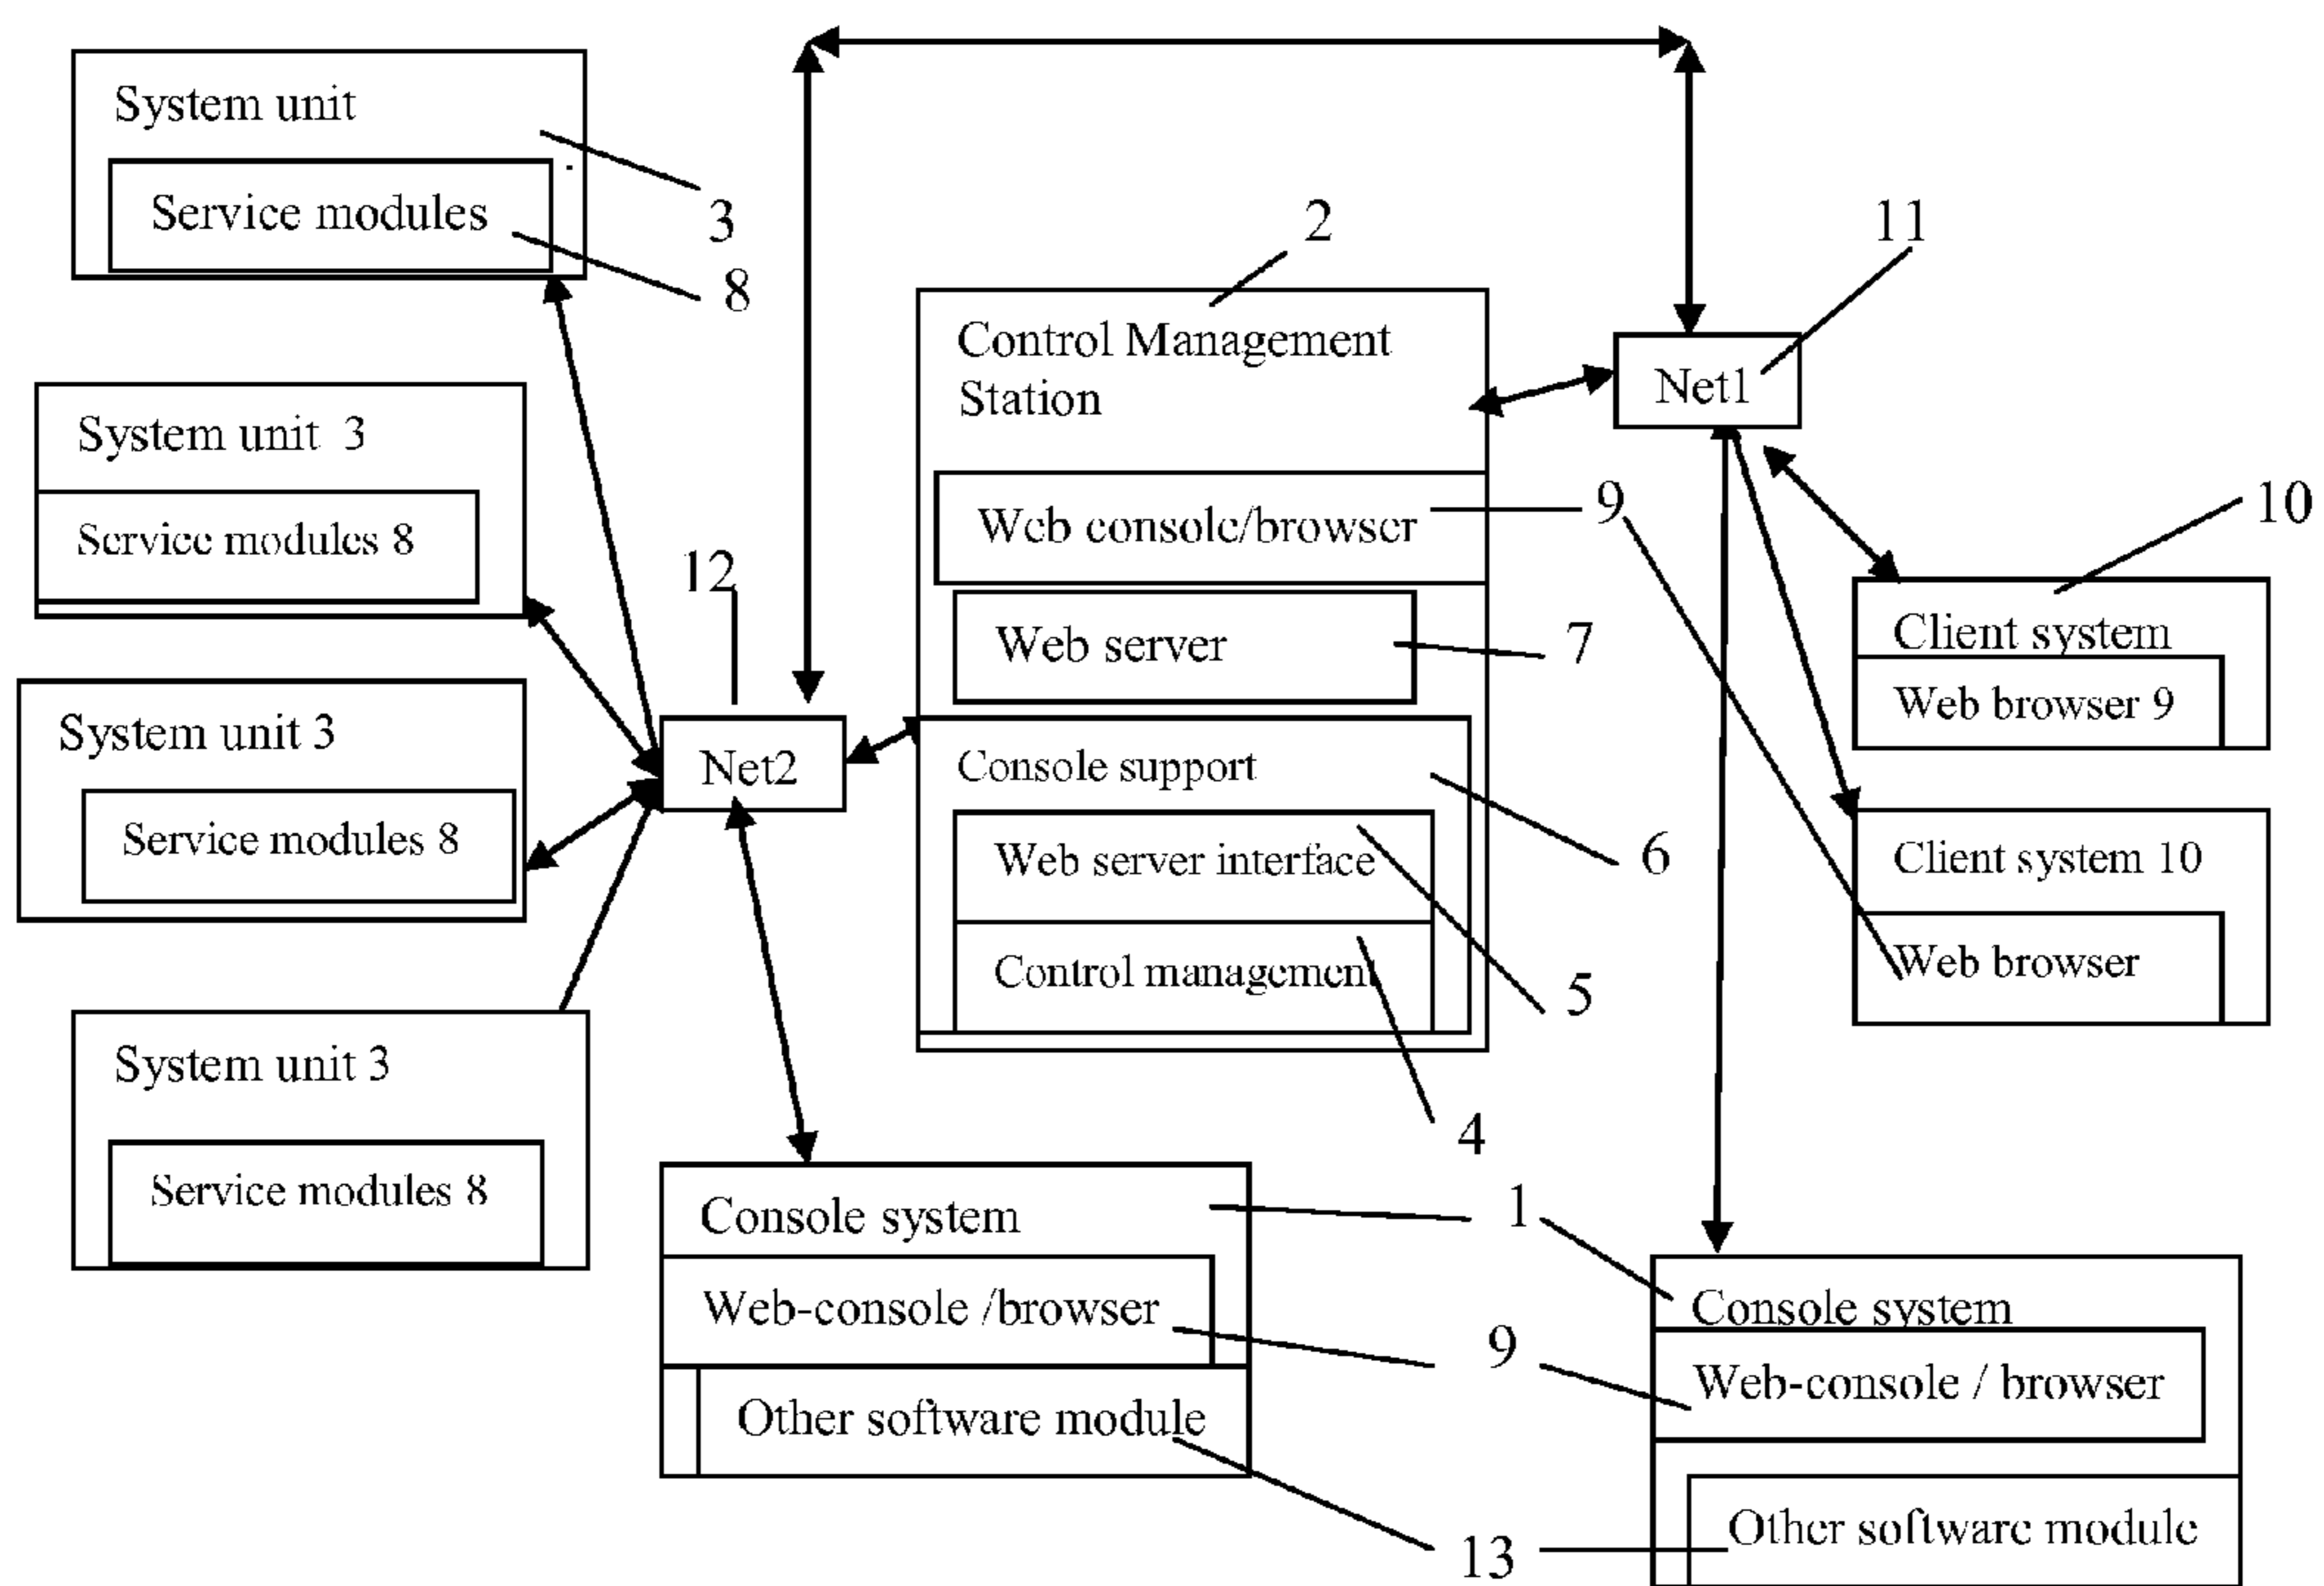 System unit
Service modules
3
8
System unit 3
Service modules 8
System unit 3
Service modules 8
System unit 3
Service modules 8
12
Net2
2
Control Management
Station
Web console/browser
9
Web server
7
Console support
6
Web server interface
5
Control management
4
11
Net1
10
Client system
Web browser 9
Client system 10
Web browser
Console system
1
Web-console /browser
9
Other software module
13
Console system
Web-console / browser
Other software module